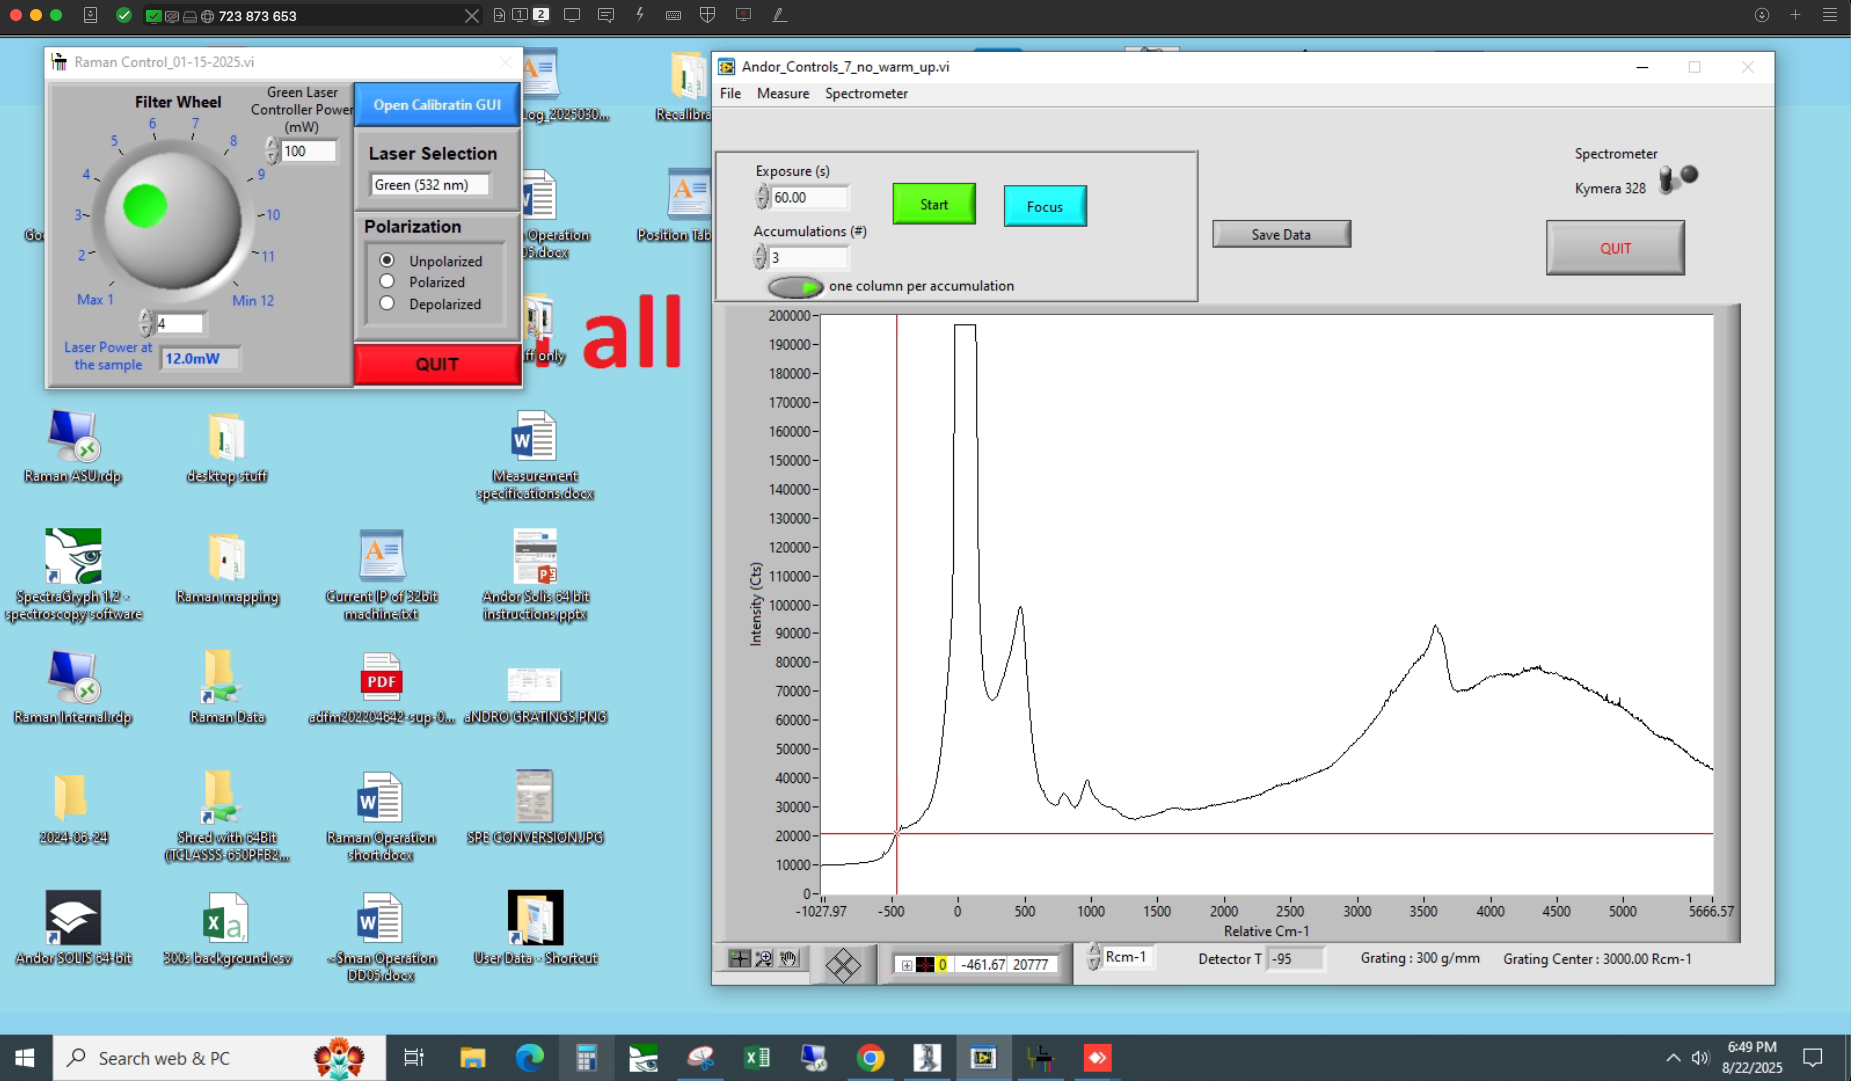 723 873 653
1
2
Raman Control_01-15-2025.vi
Filter Wheel
Green Laser
Controller Power
(mW)
100
Max 1
2
3
4
5
6
7
8
9
10
11
Min 12
4
Laser Power at
the sample
12.0mW
Open Calibratin GUI
Laser Selection
Green (532 nm)
Polarization
Unpolarized
Polarized
Depolarized
QUIT
all
Log_2025030...
Recalibra
Operation
05.docx
Position Tab
ff only
Raman ASU.rdp
desktop stuff
Measurement
specifications.docx
SpectraGryph 1.2 -
spectroscopy software
Raman mapping
Current IP of 32bit
machine.txt
Andor Solis 64 bit
instructions.pptx
Raman Internal.rdp
Raman Data
PDF
adfm202204642-sup-0...
aNDRO GRATINGS.PNG
2024-06-24
Shred with 64Bit
(TCLASSS-650PFB2...
Raman Operation
short.docx
SPE CONVERSION.JPG
Andor SOLIS 64-bit
300s background.csv
~$man Operation
DD05.docx
User Data - Shortcut
Andor_Controls_7_no_warm_up.vi
File Measure Spectrometer
Exposure (s)
60.00
Start
Focus
Accumulations (#)
3
one column per accumulation
Save Data
Spectrometer
Kymera 328
QUIT
Intensity (Cts)
200000
190000
180000
170000
160000
150000
140000
130000
120000
110000
100000
90000
80000
70000
60000
50000
40000
30000
20000
10000
0
-1027.97 -500 0 500 1000 1500 2000 2500 3000 3500 4000 4500 5000 5666.57
Relative Cm-1
0 -461.67 20777
Rcm-1
Detector T -95
Grating : 300 g/mm
Grating Center : 3000.00 Rcm-1
Search web & PC
6:49 PM
8/22/2025